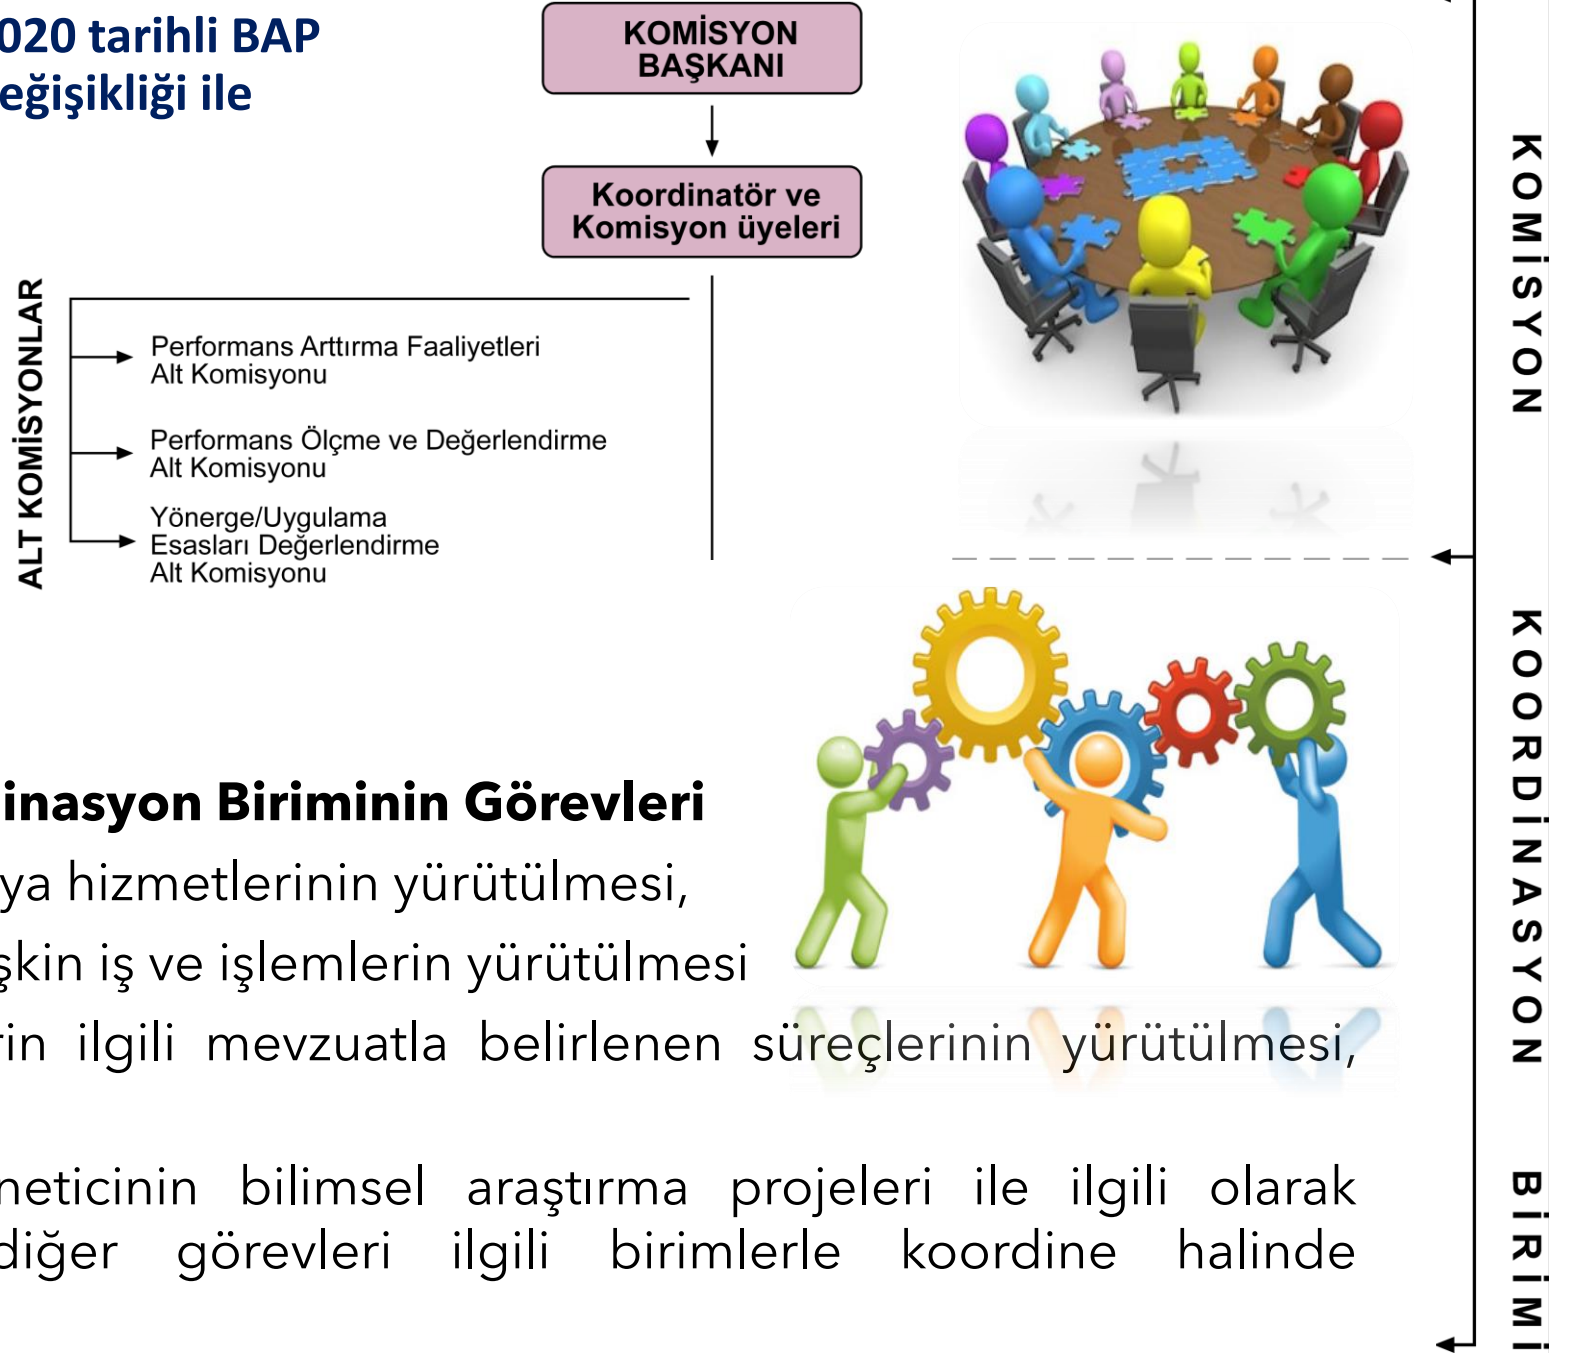 020 tarihli BAP
eğişikliği ile
KOMİSYON
BAŞKANI
Koordinatör ve
Komisyon üyeleri
ALT KOMİSYONLAR
Performans Arttırma Faaliyetleri
Alt Komisyonu
Performans Ölçme ve Değerlendirme
Alt Komisyonu
Yönerge/Uygulama
Esasları Değerlendirme
Alt Komisyonu
KOMİSYON
inasyon Biriminin Görevleri
ya hizmetlerinin yürütülmesi,
şkin iş ve işlemlerin yürütülmesi
rin ilgili mevzuatla belirlenen süreçlerinin yürütülmesi,
neticinin bilimsel araştırma projeleri ile ilgili olarak
diğer görevleri ilgili birimlerle koordine halinde
KOORDİNASYON BİRİMİ